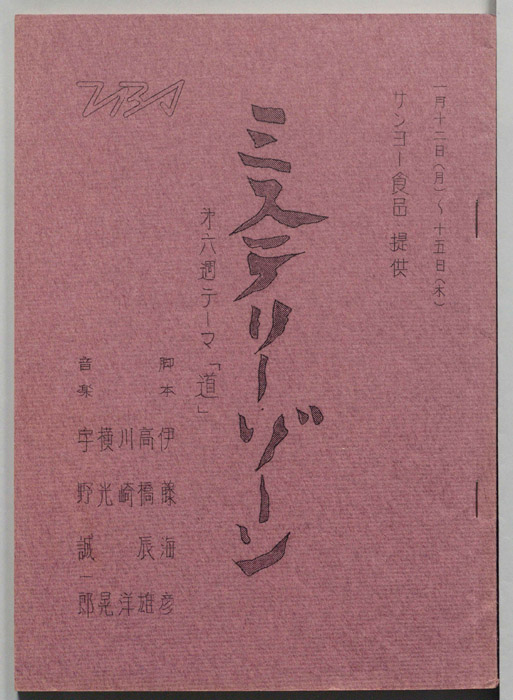 一月十二日(月)~十五日(木)
サンヨー食品 提供
ミステリーゾーン
才六週テーマ「道」
脚本 伊藤海彦
高橋辰雄
川崎 洋
横光 晃
音楽 宇野誠一郎